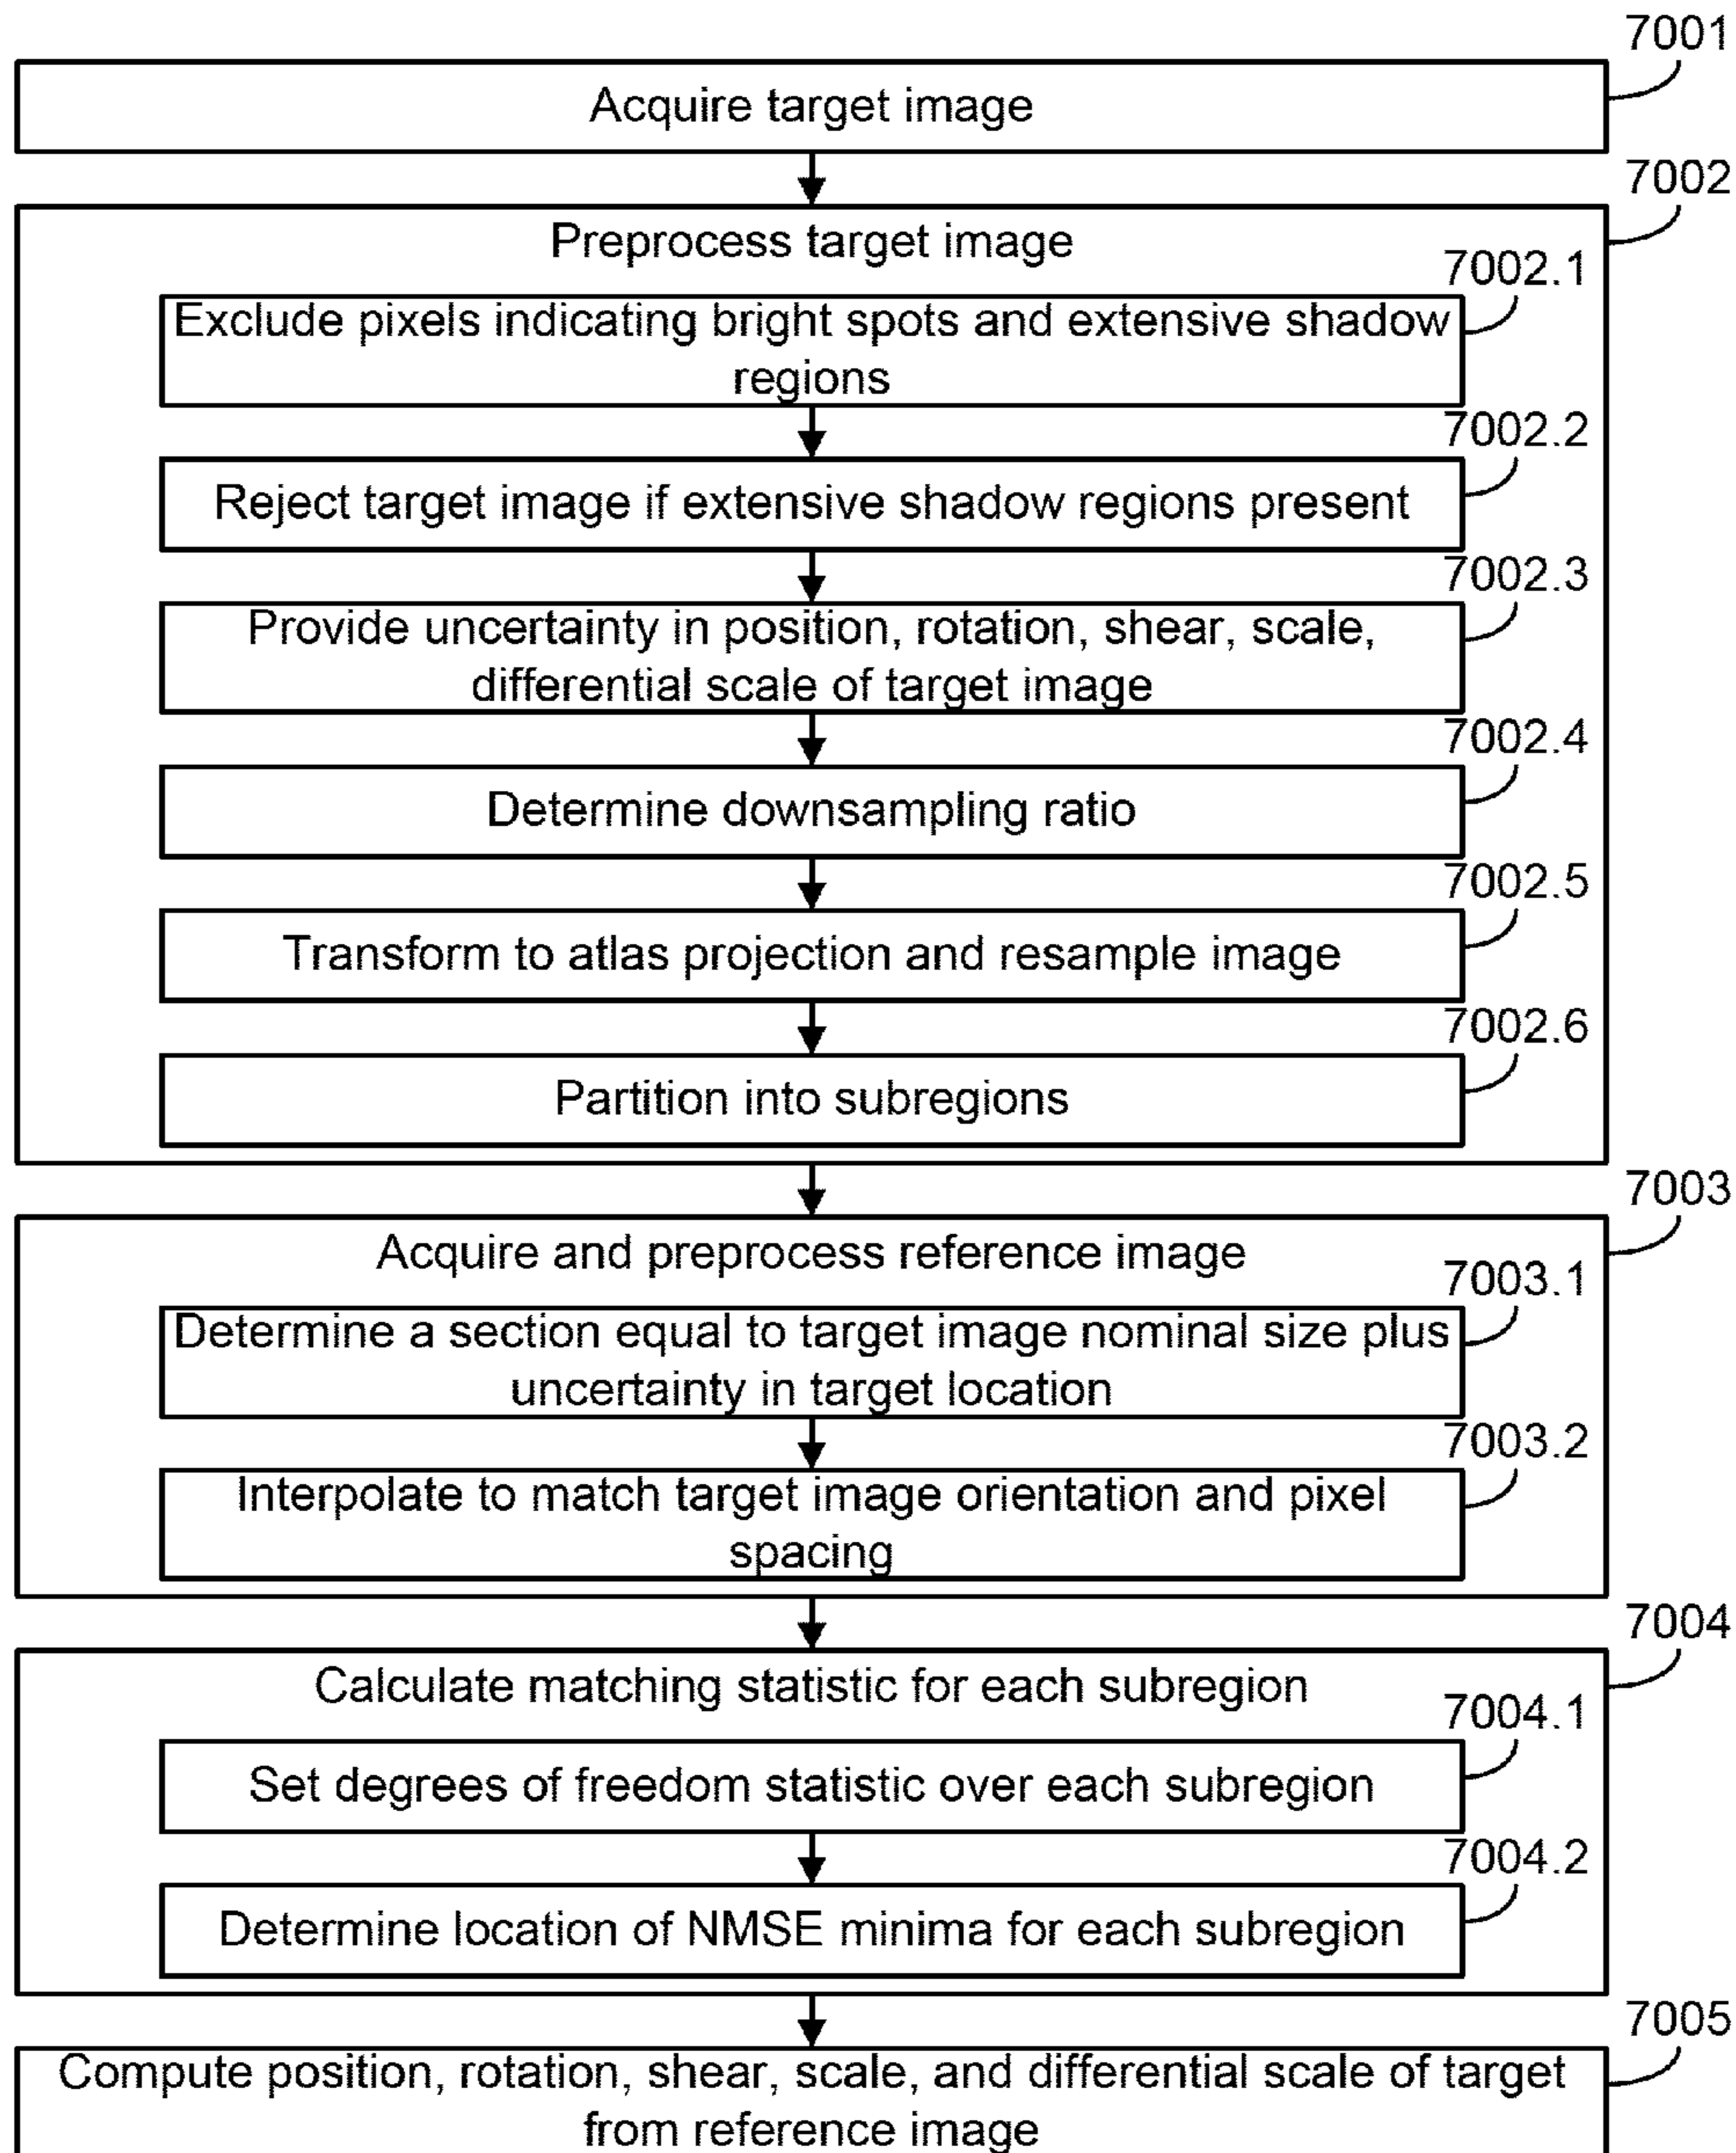 7001
Acquire target image
7002
Preprocess target image
7002.1
Exclude pixels indicating bright spots and extensive shadow
regions
7002.2
Reject target image if extensive shadow regions present
7002.3
Provide uncertainty in position, rotation, shear, scale,
differential scale of target image
7002.4
Determine downsampling ratio
7002.5
Transform to atlas projection and resample image
7002.6
Partition into subregions
7003
Acquire and preprocess reference image
7003.1
Determine a section equal to target image nominal size plus
uncertainty in target location
7003.2
Interpolate to match target image orientation and pixel
spacing
7004
Calculate matching statistic for each subregion
7004.1
Set degrees of freedom statistic over each subregion
7004.2
Determine location of NMSE minima for each subregion
7005
Compute position, rotation, shear, scale, and differential scale of target
from reference image